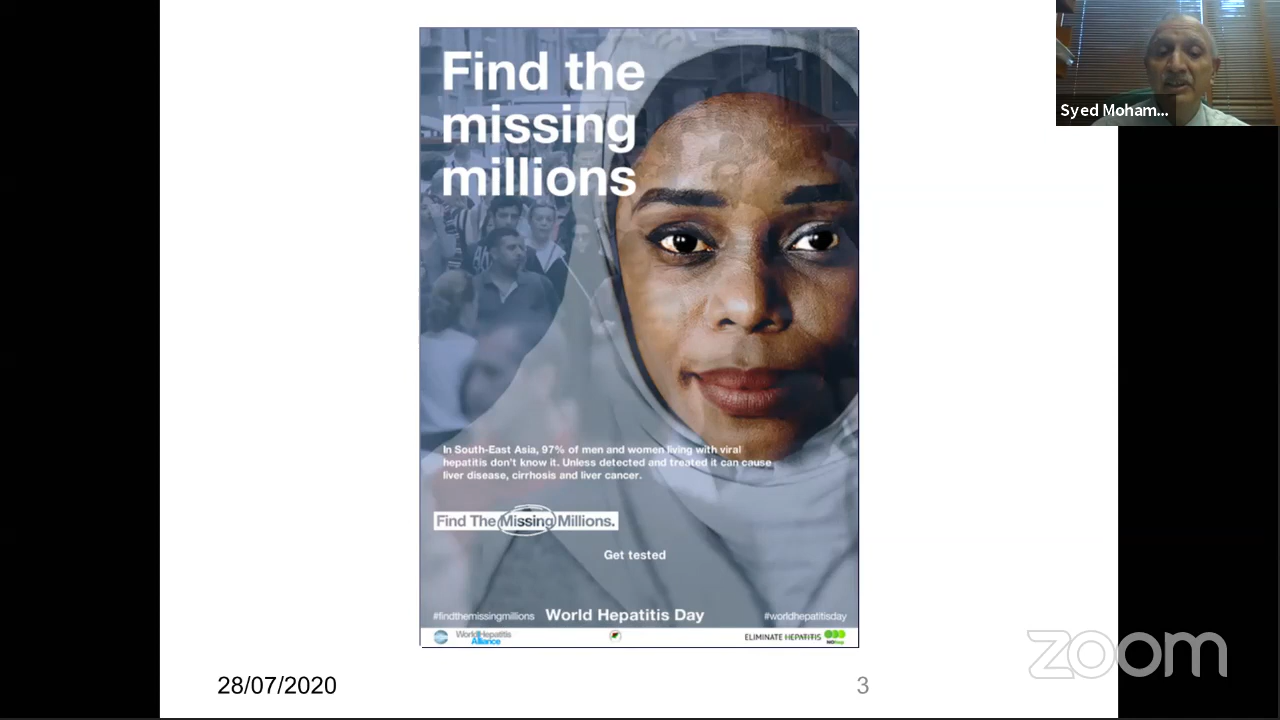 Find the
missing
millions
In South-East Asia, 97% of men and women living with viral
hepatitis don't know it. Unless detected and treated it can cause
liver disease, cirrhosis and liver cancer.
Find The Missing Millions.
Get tested
#findthemissingmillions World Hepatitis Day #worldhepatitisday
World Hepatitis
Alliance
ELIMINATE HEPATITIS
28/07/2020
3
Syed Moham...
zoom